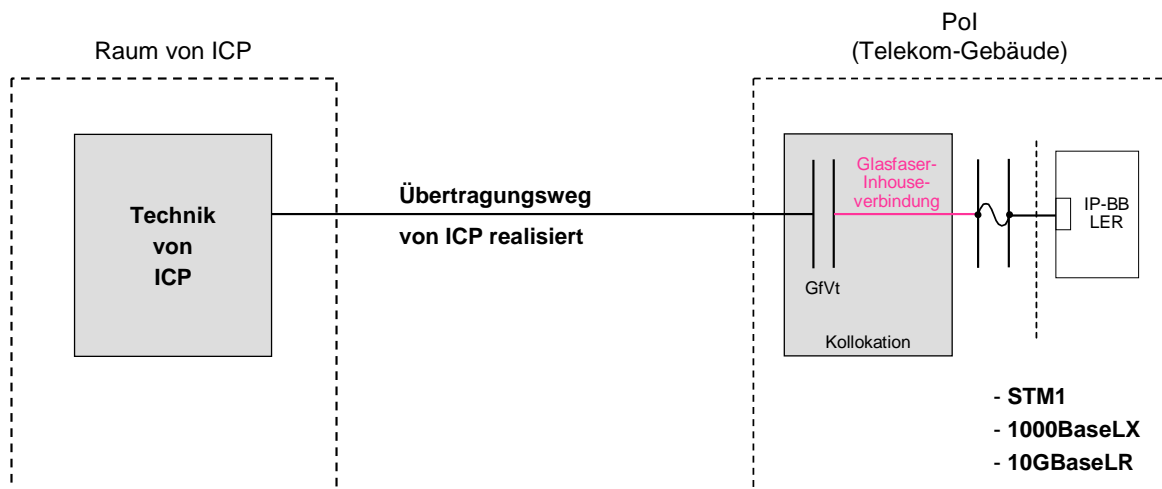 Raum von ICP
PoI
(Telekom-Gebäude)
Technik
von
ICP
Übertragungsweg
von ICP realisiert
Glasfaser-
Inhouse-
verbindung
GfVt
Kollokation
IP-BB
LER
- STM1
- 1000BaseLX
- 10GBaseLR